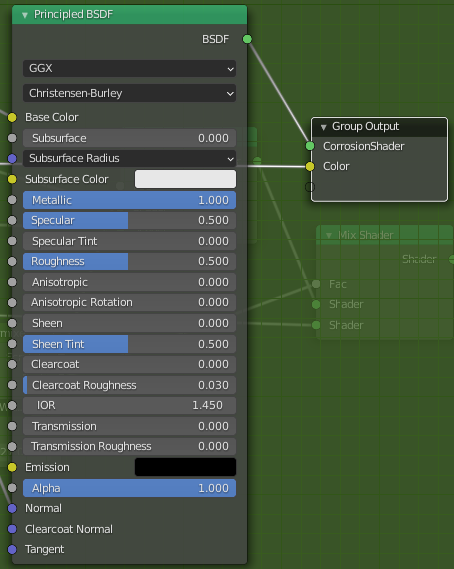 Principled BSDF
BSDF
GGX
Christensen-Burley
Base Color
Subsurface 0.000
Subsurface Radius
Subsurface Color
Metallic 1.000
Specular 0.500
Specular Tint 0.000
Roughness 0.500
Anisotropic 0.000
Anisotropic Rotation 0.000
Sheen 0.000
Sheen Tint 0.500
Clearcoat 0.000
Clearcoat Roughness 0.030
IOR 1.450
Transmission 0.000
Transmission Roughness 0.000
Emission
Alpha 1.000
Normal
Clearcoat Normal
Tangent
Group Output
CorrosionShader
Color
Mix Shader
Shader
Fac
Shader
Shader